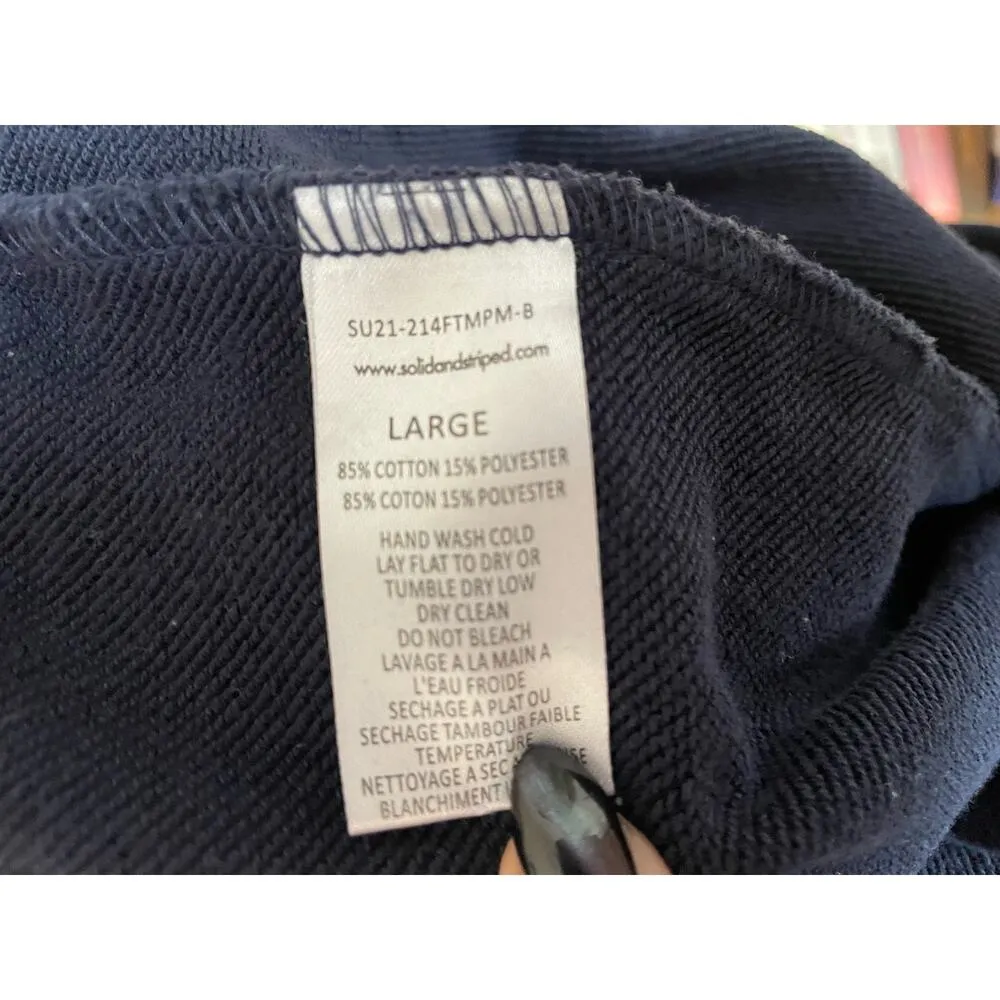 SU21-214FTMPM-B
www.solidandstriped.com
LARGE
85% COTTON 15% POLYESTER
85% COTON 15% POLYESTER
HAND WASH COLD
LAY FLAT TO DRY OR
TUMBLE DRY LOW
DRY CLEAN
DO NOT BLEACH
LAVAGE A LA MAIN A
L'EAU FROIDE
SECHAGE A PLAT OU
SECHAGE TAMBOUR FAIBLE
TEMPERATURE
NETTOYAGE A SEC
BLANCHIMENT